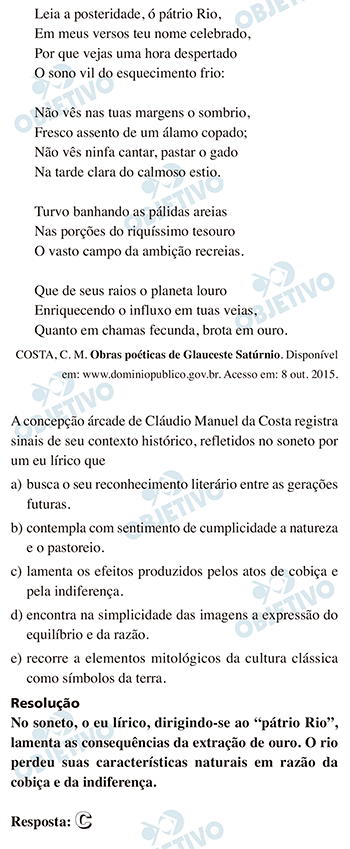 Leia a posteridade, ó pátrio Rio,
Em meus versos teu nome celebrado,
Por que vejas uma hora despertado
O sono vil do esquecimento frio:
Não vês nas tuas margens o sombrio,
Fresco assento de um álamo copado;
Não vês ninfa cantar, pastar o gado
Na tarde clara do calmoso estio.
Turvo banhando as pálidas areias
Nas porções do riquíssimo tesouro
O vasto campo da ambição recreias.
Que de seus raios o planeta louro
Enriquecendo o influxo em tuas veias,
Quanto em chamas fecunda, brota em ouro.
COSTA, C. M. Obras poéticas de Glauceste Satúrnio. Disponível
em: www.dominiopublico.gov.br. Acesso em: 8 out. 2015.
A concepção árcade de Cláudio Manuel da Costa registra
sinais de seu contexto histórico, refletidos no soneto por
um eu lírico que
a) busca o seu reconhecimento literário entre as gerações
futuras.
b) contempla com sentimento de cumplicidade a natureza
e o pastoreio.
c) lamenta os efeitos produzidos pelos atos de cobiça e
pela indiferença.
d) encontra na simplicidade das imagens a expressão do
equilíbrio e da razão.
e) recorre a elementos mitológicos da cultura clássica
como símbolos da terra.
Resolução
No soneto, o eu lírico, dirigindo-se ao “pátrio Rio”,
lamenta as consequências da extração de ouro. O rio
perdeu suas características naturais em razão da
cobiça e da indiferença.
Resposta: C
OBJETIVO
OBJETIVO
OBJETIVO
OBJETIVO
OBJETIVO
OBJETIVO
OBJETIVO
OBJETIVO
OBJETIVO
OBJETIVO